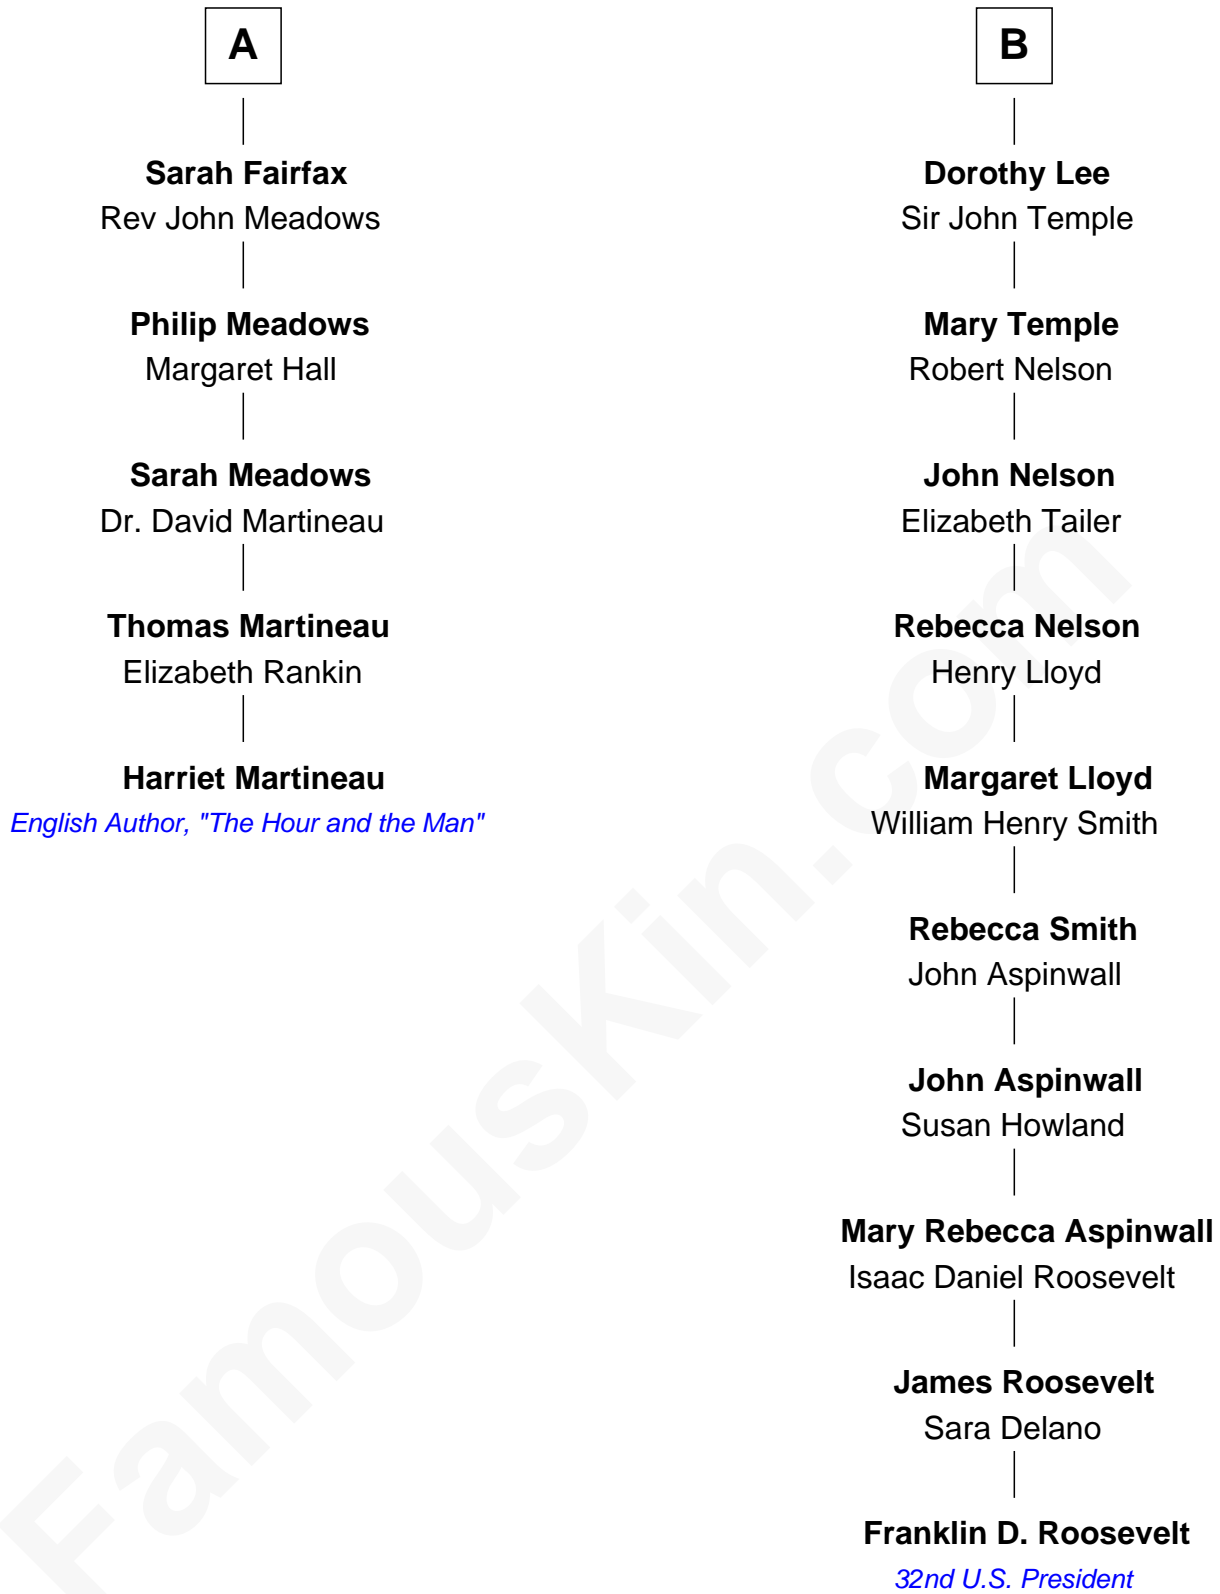 A
Sarah Fairfax
Rev John Meadows
Philip Meadows
Margaret Hall
Sarah Meadows
Dr. David Martineau
Thomas Martineau
Elizabeth Rankin
Harriet Martineau
English Author, "The Hour and the Man"
B
Dorothy Lee
Sir John Temple
Mary Temple
Robert Nelson
John Nelson
Elizabeth Tailer
Rebecca Nelson
Henry Lloyd
Margaret Lloyd
William Henry Smith
Rebecca Smith
John Aspinwall
John Aspinwall
Susan Howland
Mary Rebecca Aspinwall
Isaac Daniel Roosevelt
James Roosevelt
Sara Delano
Franklin D. Roosevelt
32nd U.S. President
FamousKin.com